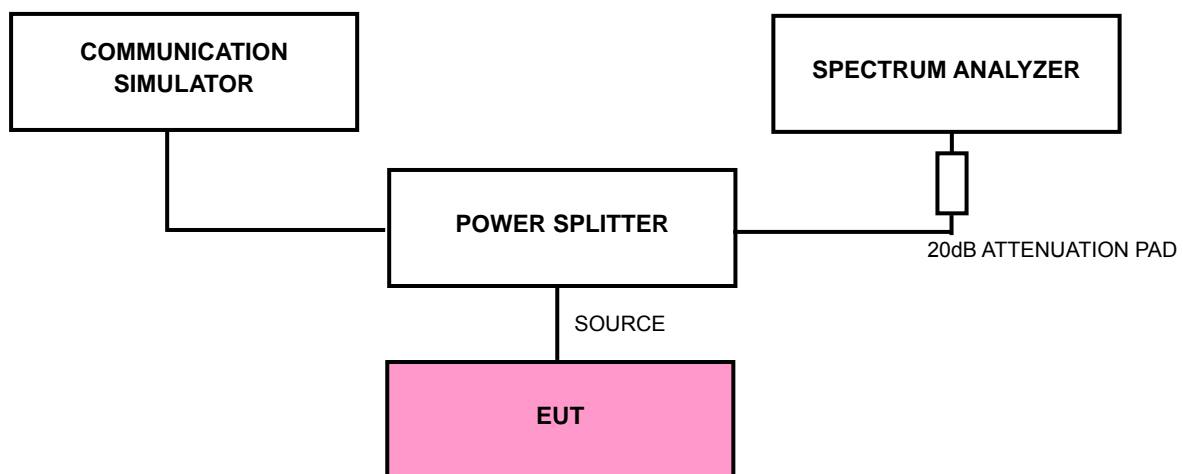 COMMUNICATION
SIMULATOR
SPECTRUM ANALYZER
POWER SPLITTER
20dB ATTENUATION PAD
SOURCE
EUT